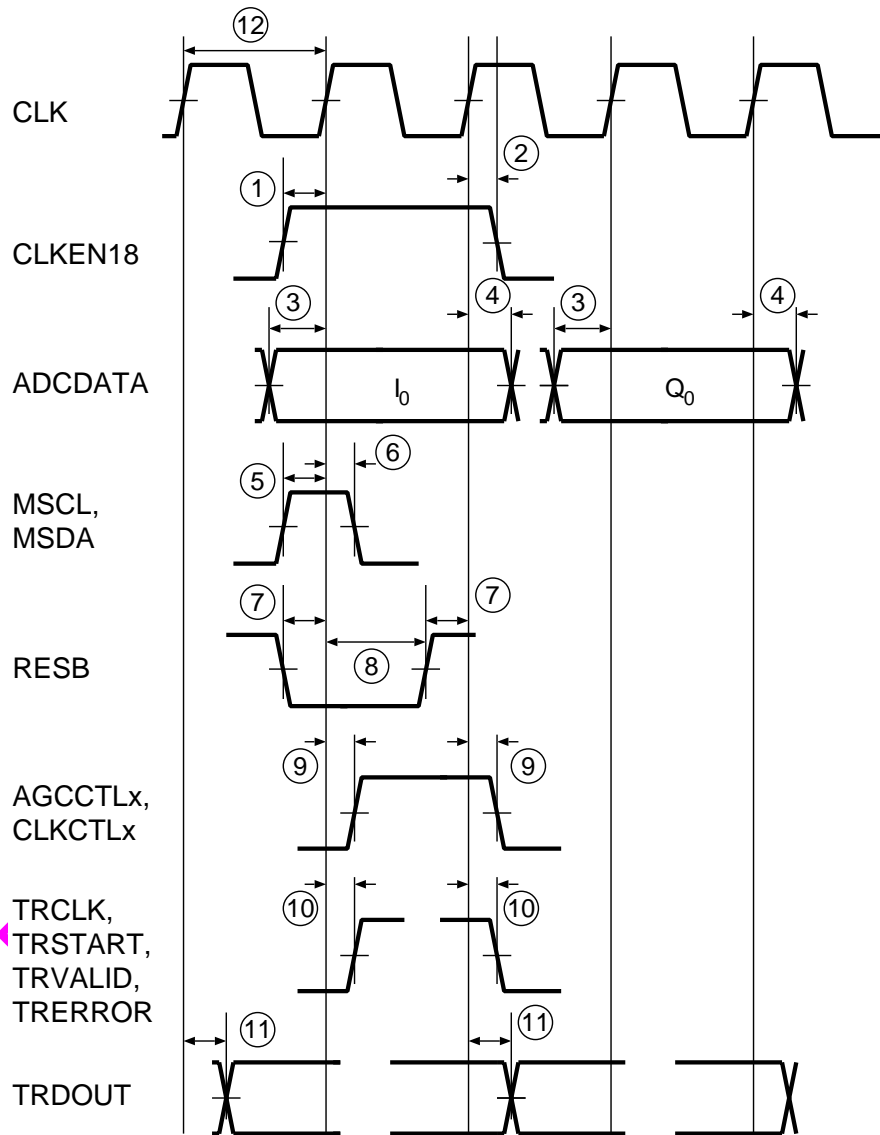 12
CLK
2
1
CLKEN18
3 4 3 4
ADCDATA I0 Q0
6
5
MSCL,
MSDA
7 7
RESB 8
9 9
AGCCTLx,
CLKCTLx
10 10
TRCLK,
TRSTART,
TRVALID,
TRERROR
11 11
TRDOUT